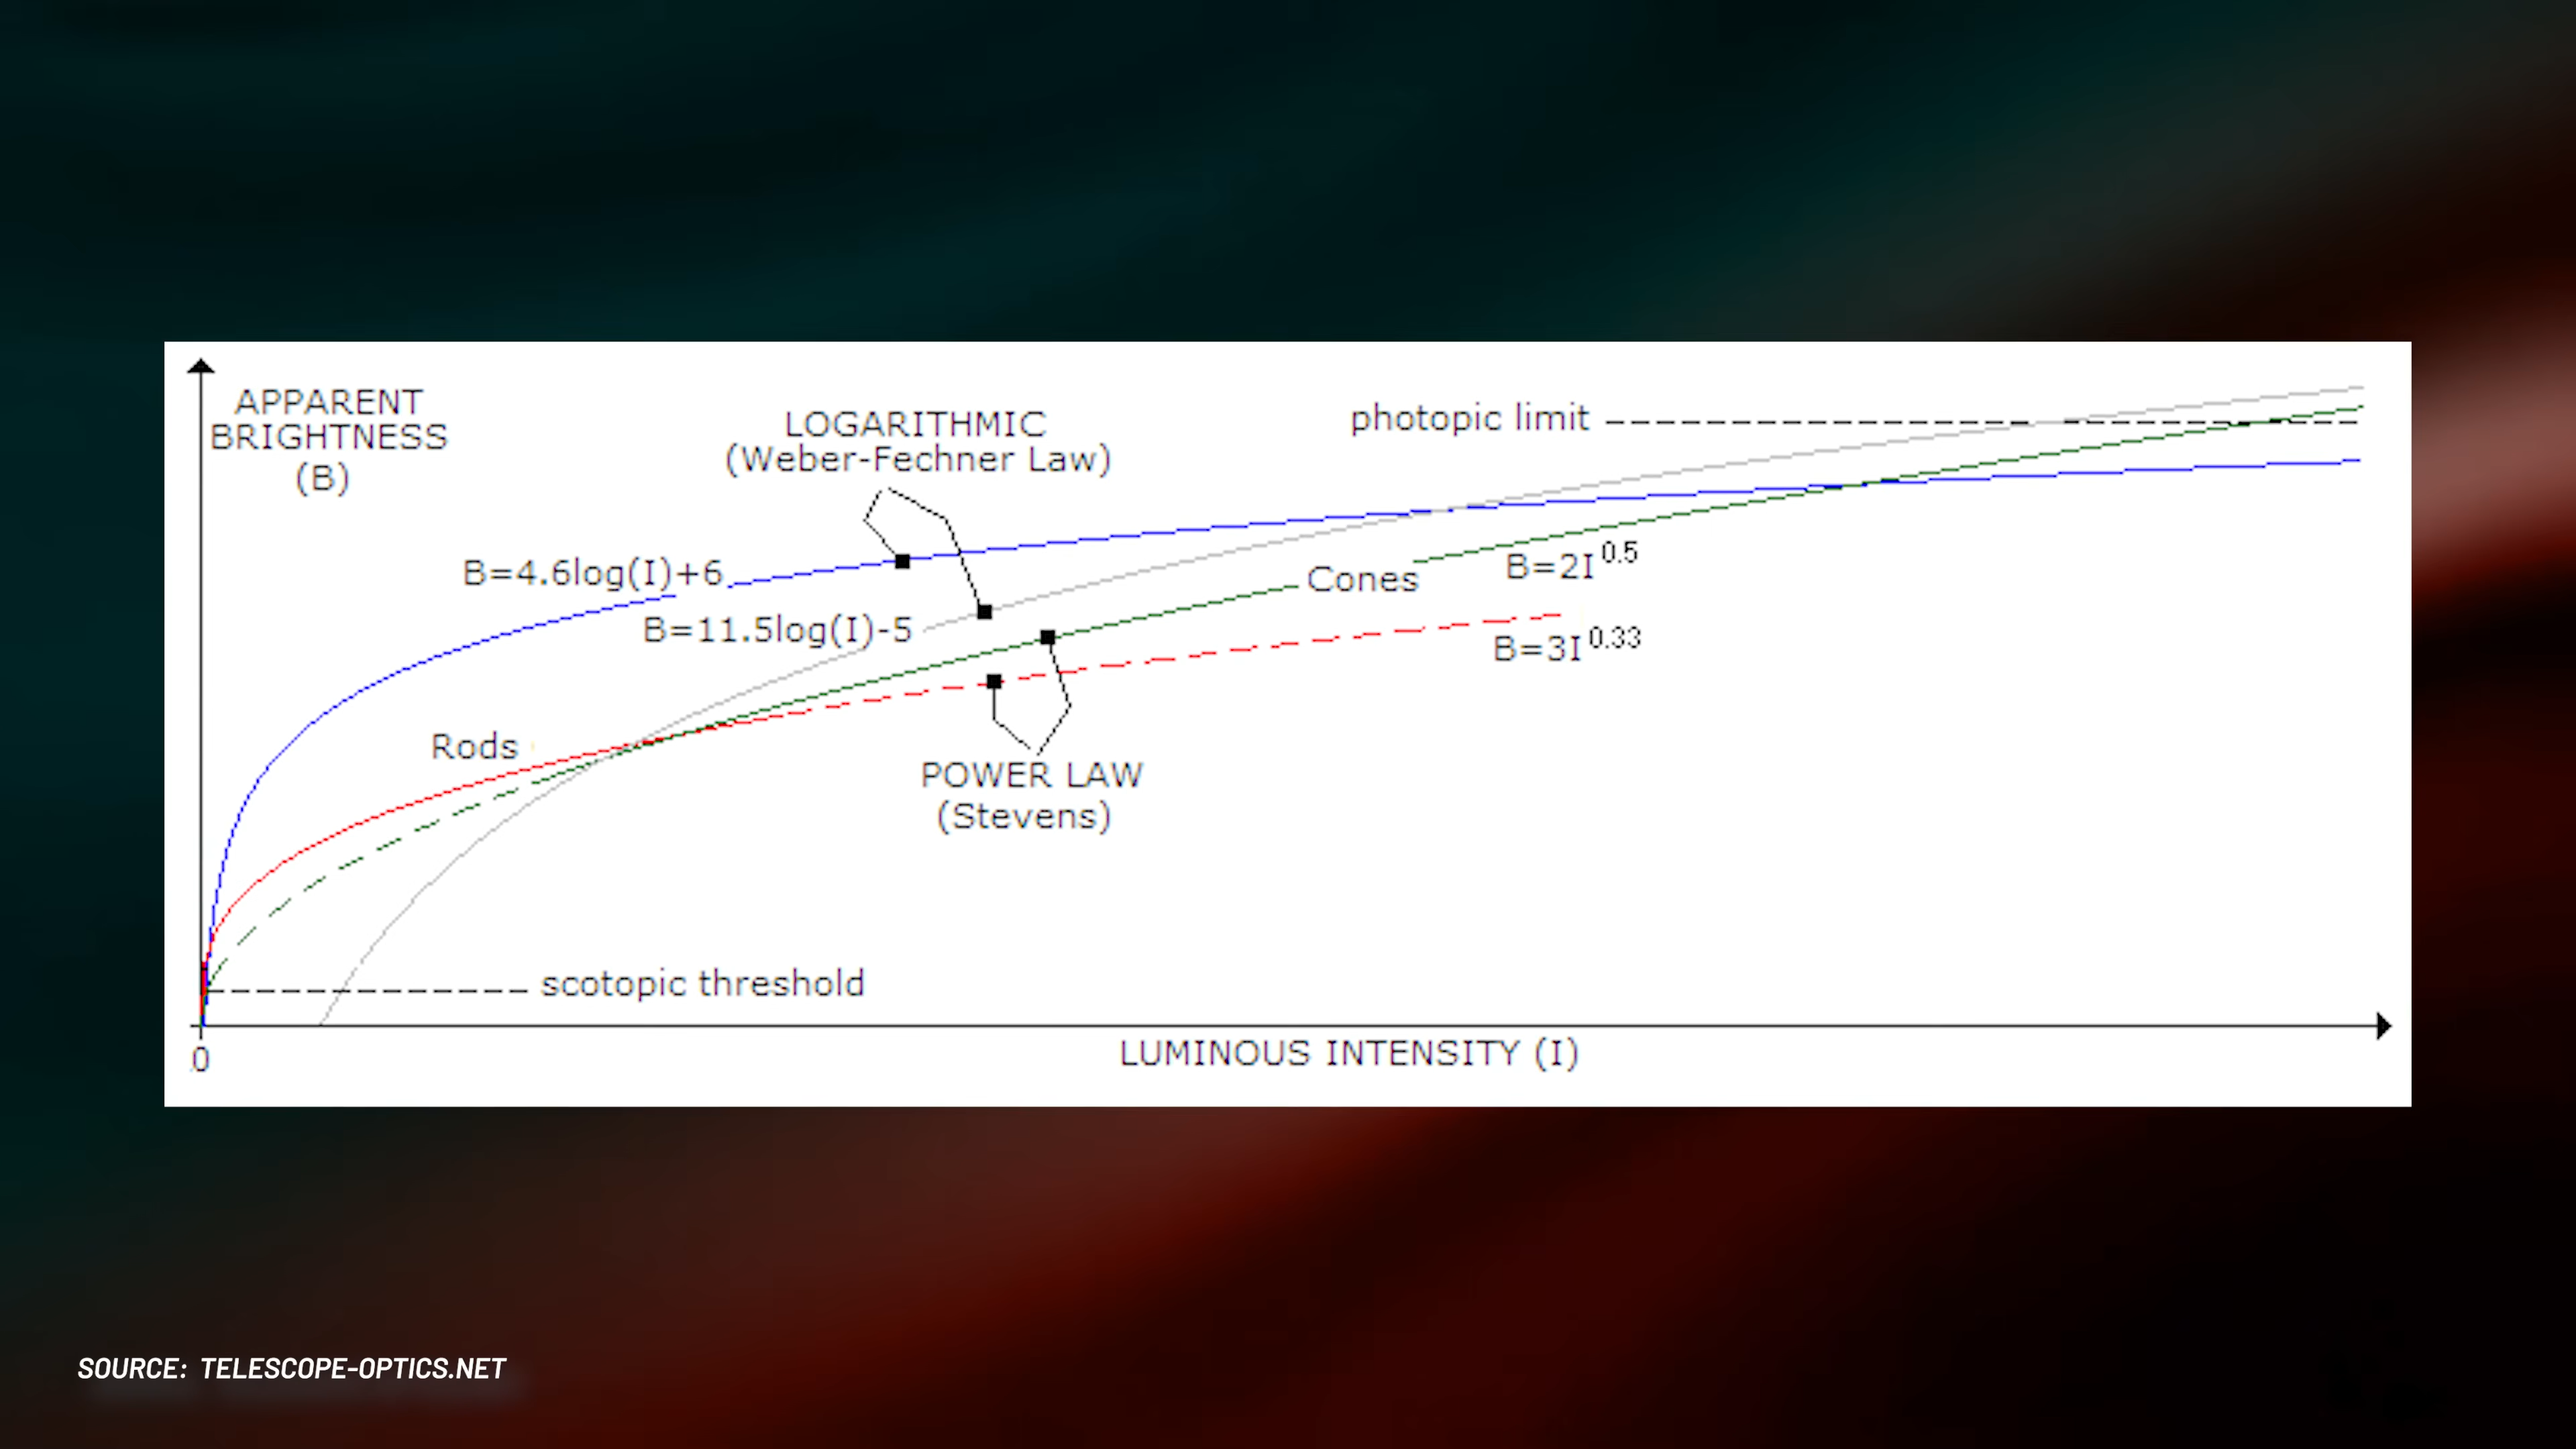 APPARENT
BRIGHTNESS
(B)
LOGARITHMIC
(Weber-Fechner Law)
photopic limit
B=4.6log(I)+6
B=11.5log(I)-5
Cones
B=2I^0.5
B=3I^0.33
Rods
POWER LAW
(Stevens)
scotopic threshold
0
LUMINOUS INTENSITY (I)
SOURCE: TELESCOPE-OPTICS.NET